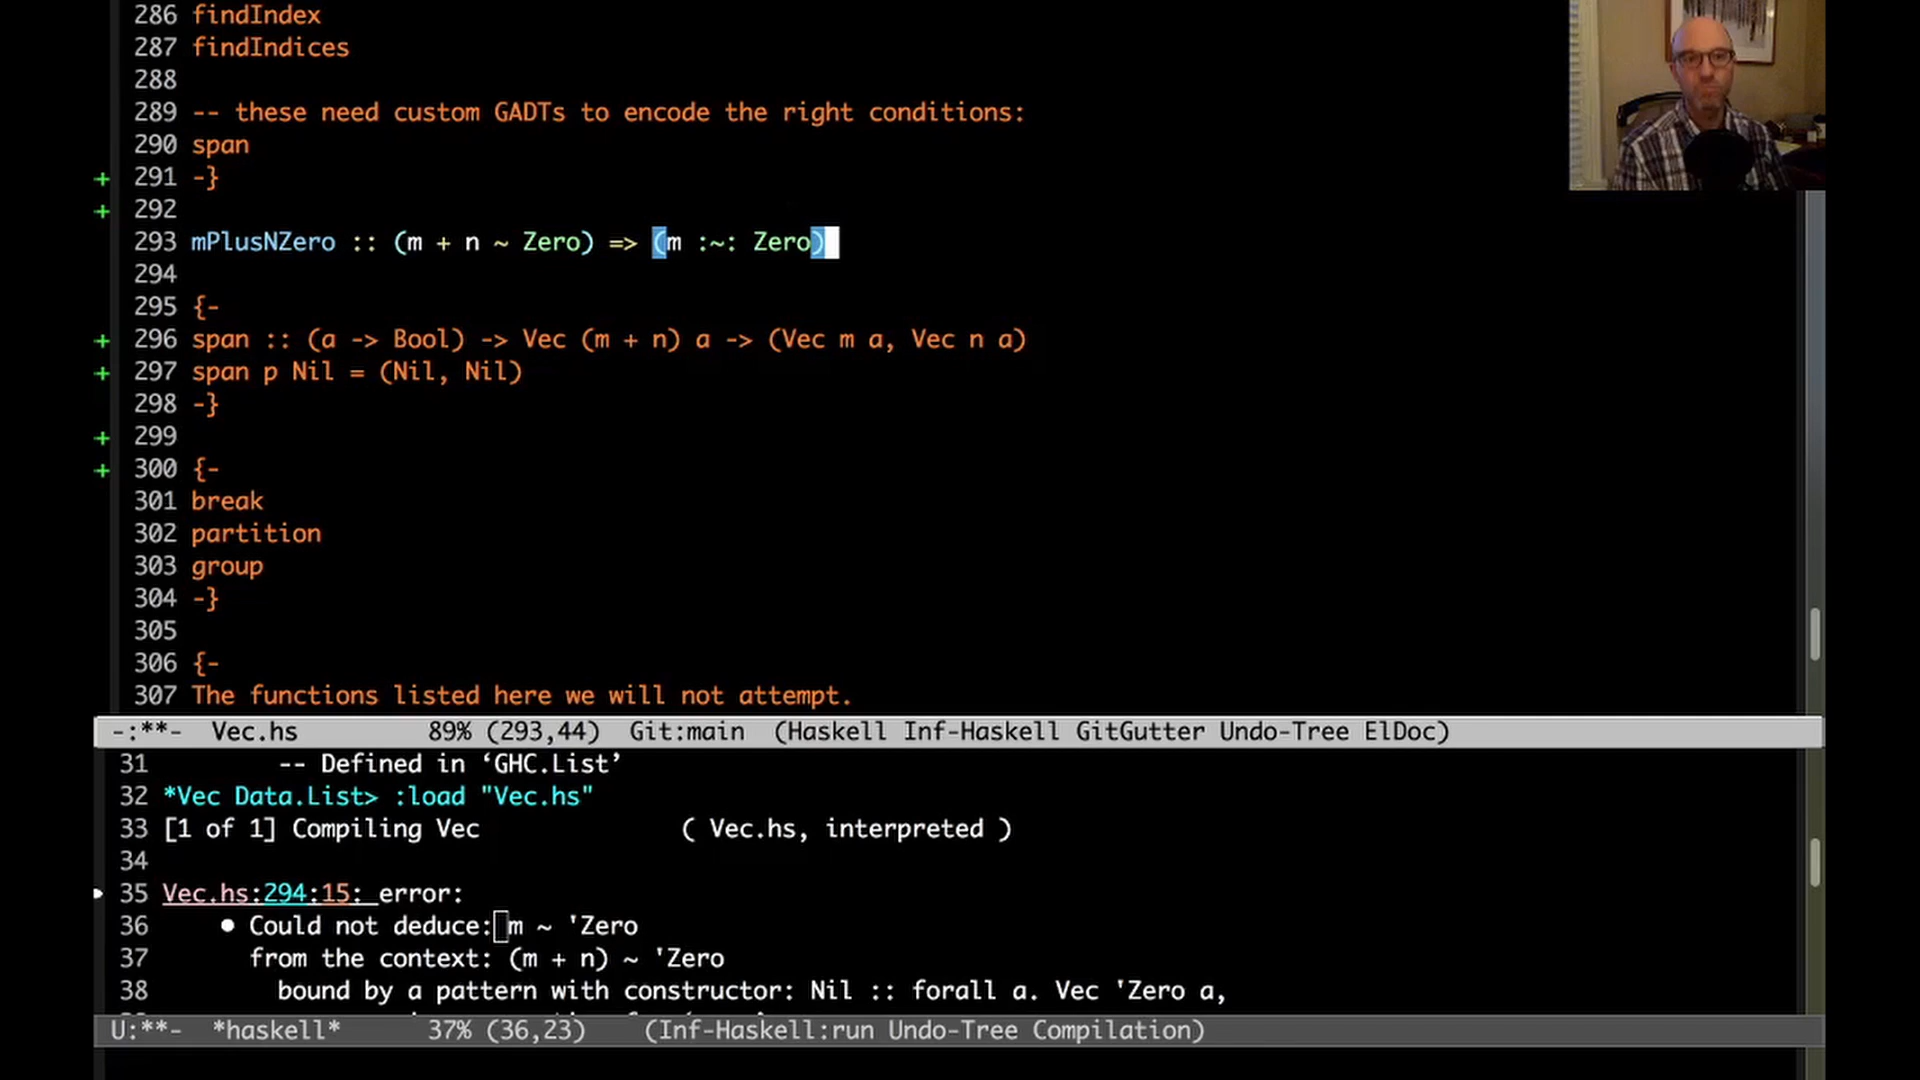 286 findIndex
287 findIndices
288
289 -- these need custom GADTs to encode the right conditions:
290 span
+ 291 -}
+ 292
293 mPlusNZero :: (m + n ~ Zero) => (m :~: Zero)
294
295 {-
+ 296 span :: (a -> Bool) -> Vec (m + n) a -> (Vec m a, Vec n a)
+ 297 span p Nil = (Nil, Nil)
298 -}
+ 299
+ 300 {-
301 break
302 partition
303 group
304 -}
305
306 {-
307 The functions listed here we will not attempt.
-:**- Vec.hs 89% (293,44) Git:main (Haskell Inf-Haskell GitGutter Undo-Tree ElDoc)
31 -- Defined in ‘GHC.List’
32 *Vec Data.List> :load "Vec.hs"
33 [1 of 1] Compiling Vec ( Vec.hs, interpreted )
34
35 Vec.hs:294:15: error:
36 • Could not deduce: m ~ 'Zero
37 from the context: (m + n) ~ 'Zero
38 bound by a pattern with constructor: Nil :: forall a. Vec 'Zero a,
U:**- *haskell* 37% (36,23) (Inf-Haskell:run Undo-Tree Compilation)